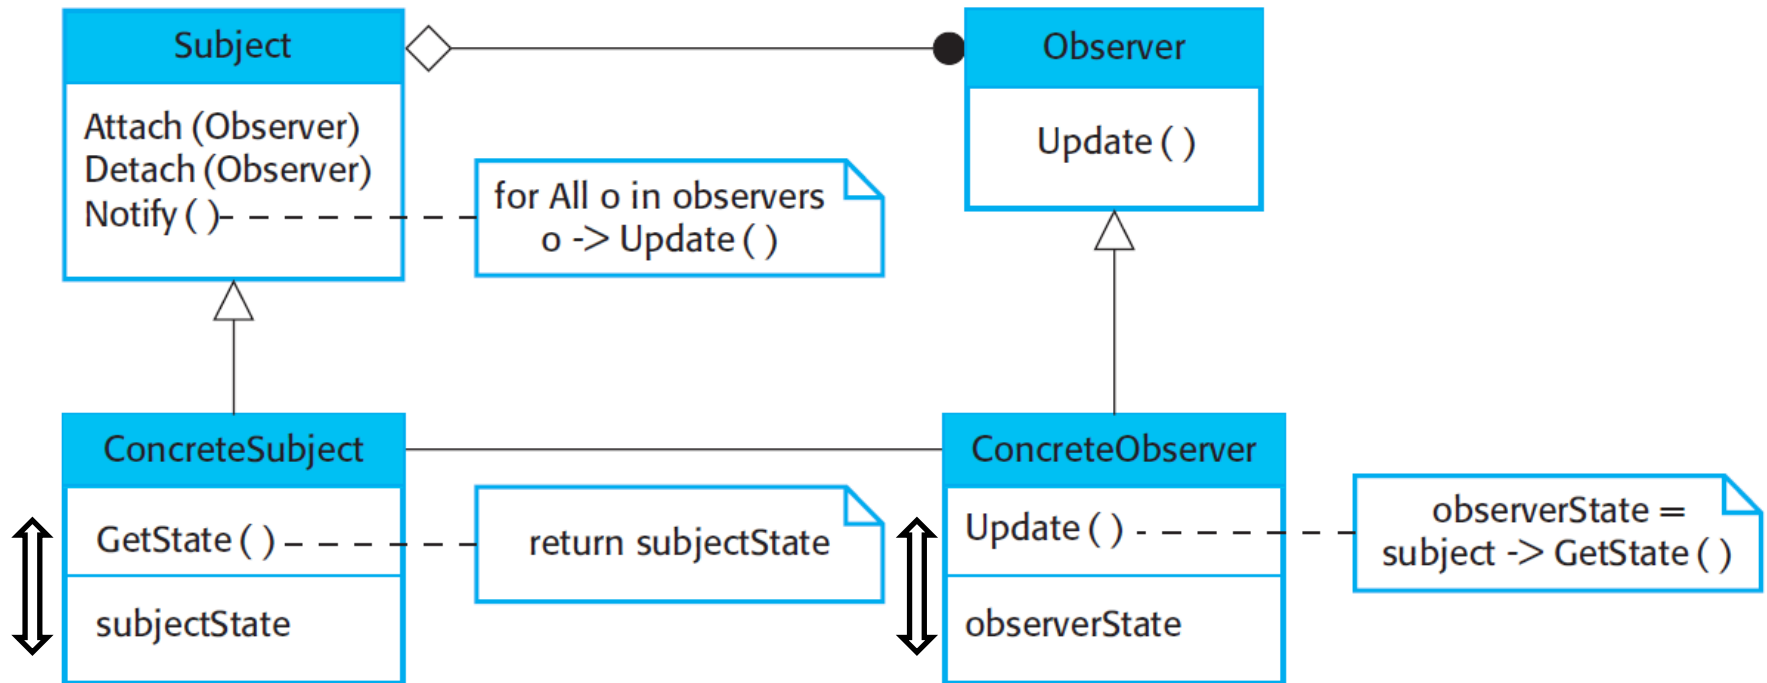 Subject
Observer
Attach (Observer)
Detach (Observer)
Notify ( )
Update ( )
for All o in observers
o -> Update ( )
ConcreteSubject
ConcreteObserver
GetState ( )
return subjectState
Update ( )
observerState =
subject -> GetState ( )
subjectState
observerState